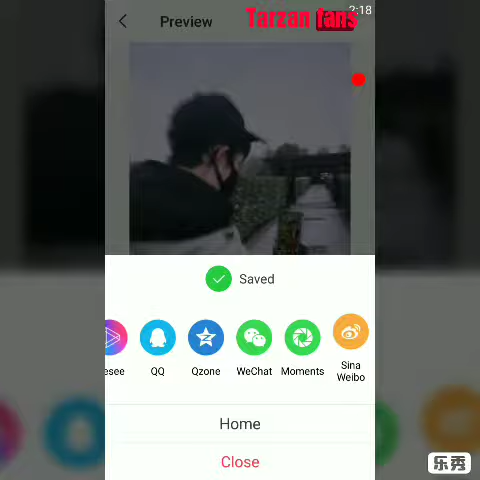 Tarzan fans
2:18
Preview
Saved
esee
QQ
Qzone
WeChat
Moments
Sina
Weibo
Home
Close
乐秀